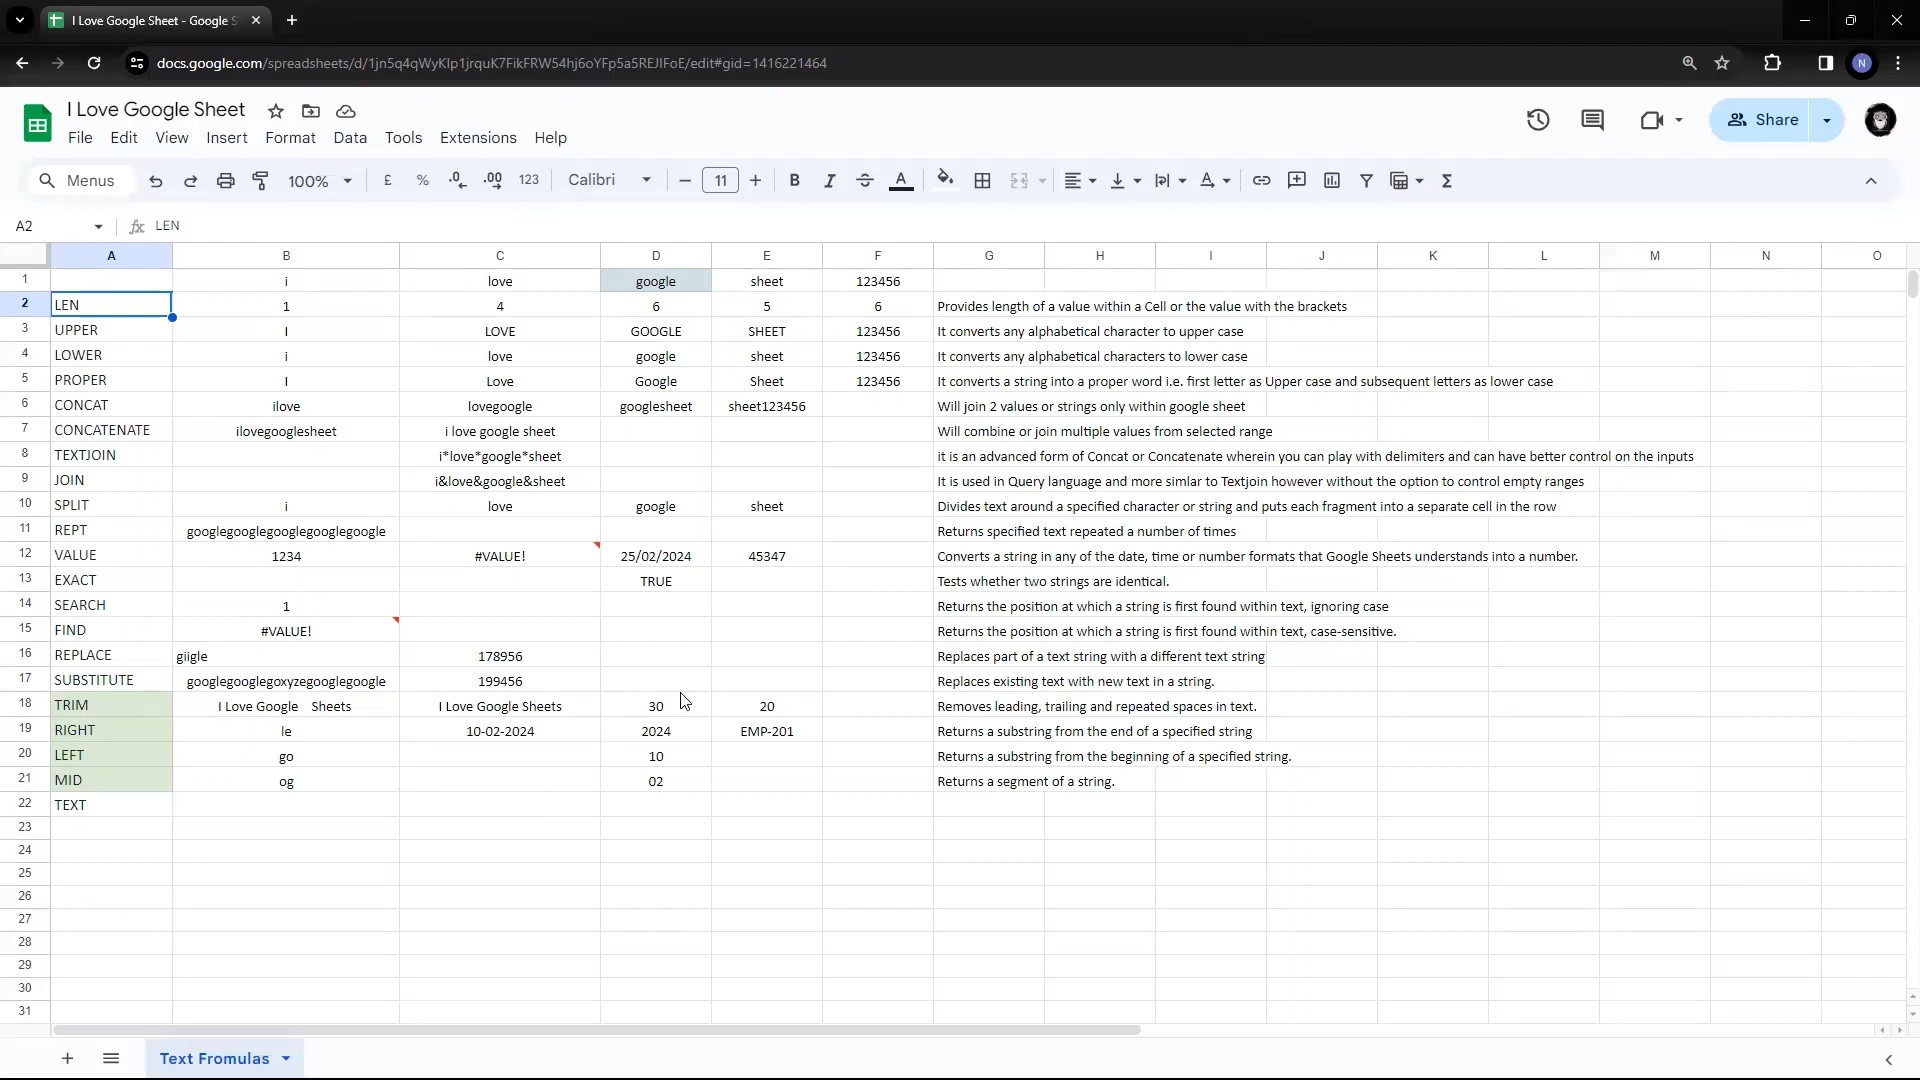 I Love Google Sheet - Google S
docs.google.com/spreadsheets/d/1jn5q4qWyKlp1jrquK7FikFRW54hj6oYFp5a5REJIFoE/edit#gid=1416221464
N
I Love Google Sheet
File Edit View Insert Format Data Tools Extensions Help
Share
Menus 100% £ % .0 .00 123 Calibri 11 B I S A Σ
A2 fx LEN
A B C D E F G H I J K L M N O
1 i love google sheet 123456
2 LEN 1 4 6 5 6 Provides length of a value within a Cell or the value with the brackets
3 UPPER I LOVE GOOGLE SHEET 123456 It converts any alphabetical character to upper case
4 LOWER i love google sheet 123456 It converts any alphabetical characters to lower case
5 PROPER I Love Google Sheet 123456 It converts a string into a proper word i.e. first letter as Upper case and subsequent letters as lower case
6 CONCAT ilove lovegoogle googlesheet sheet123456 Will join 2 values or strings only within google sheet
7 CONCATENATE ilovegooglesheet i love google sheet Will combine or join multiple values from selected range
8 TEXTJOIN i*love*google*sheet it is an advanced form of Concat or Concatenate wherein you can play with delimiters and can have better control on the inputs
9 JOIN i&love&google&sheet It is used in Query language and more simlar to Textjoin however without the option to control empty ranges
10 SPLIT i love google sheet Divides text around a specified character or string and puts each fragment into a separate cell in the row
11 REPT googlegooglegooglegooglegoogle Returns specified text repeated a number of times
12 VALUE 1234 #VALUE! 25/02/2024 45347 Converts a string in any of the date, time or number formats that Google Sheets understands into a number.
13 EXACT TRUE Tests whether two strings are identical.
14 SEARCH 1 Returns the position at which a string is first found within text, ignoring case
15 FIND #VALUE! Returns the position at which a string is first found within text, case-sensitive.
16 REPLACE giigle 178956 Replaces part of a text string with a different text string
17 SUBSTITUTE googlegooglegoxyzegooglegoogle 199456 Replaces existing text with new text in a string.
18 TRIM I Love Google    Sheets I Love Google Sheets 30 20 Removes leading, trailing and repeated spaces in text.
19 RIGHT le 10-02-2024 2024 EMP-201 Returns a substring from the end of a specified string
20 LEFT go 10 Returns a substring from the beginning of a specified string.
21 MID og 02 Returns a segment of a string.
22 TEXT
23
24
25
26
27
28
29
30
31
Text Fromulas